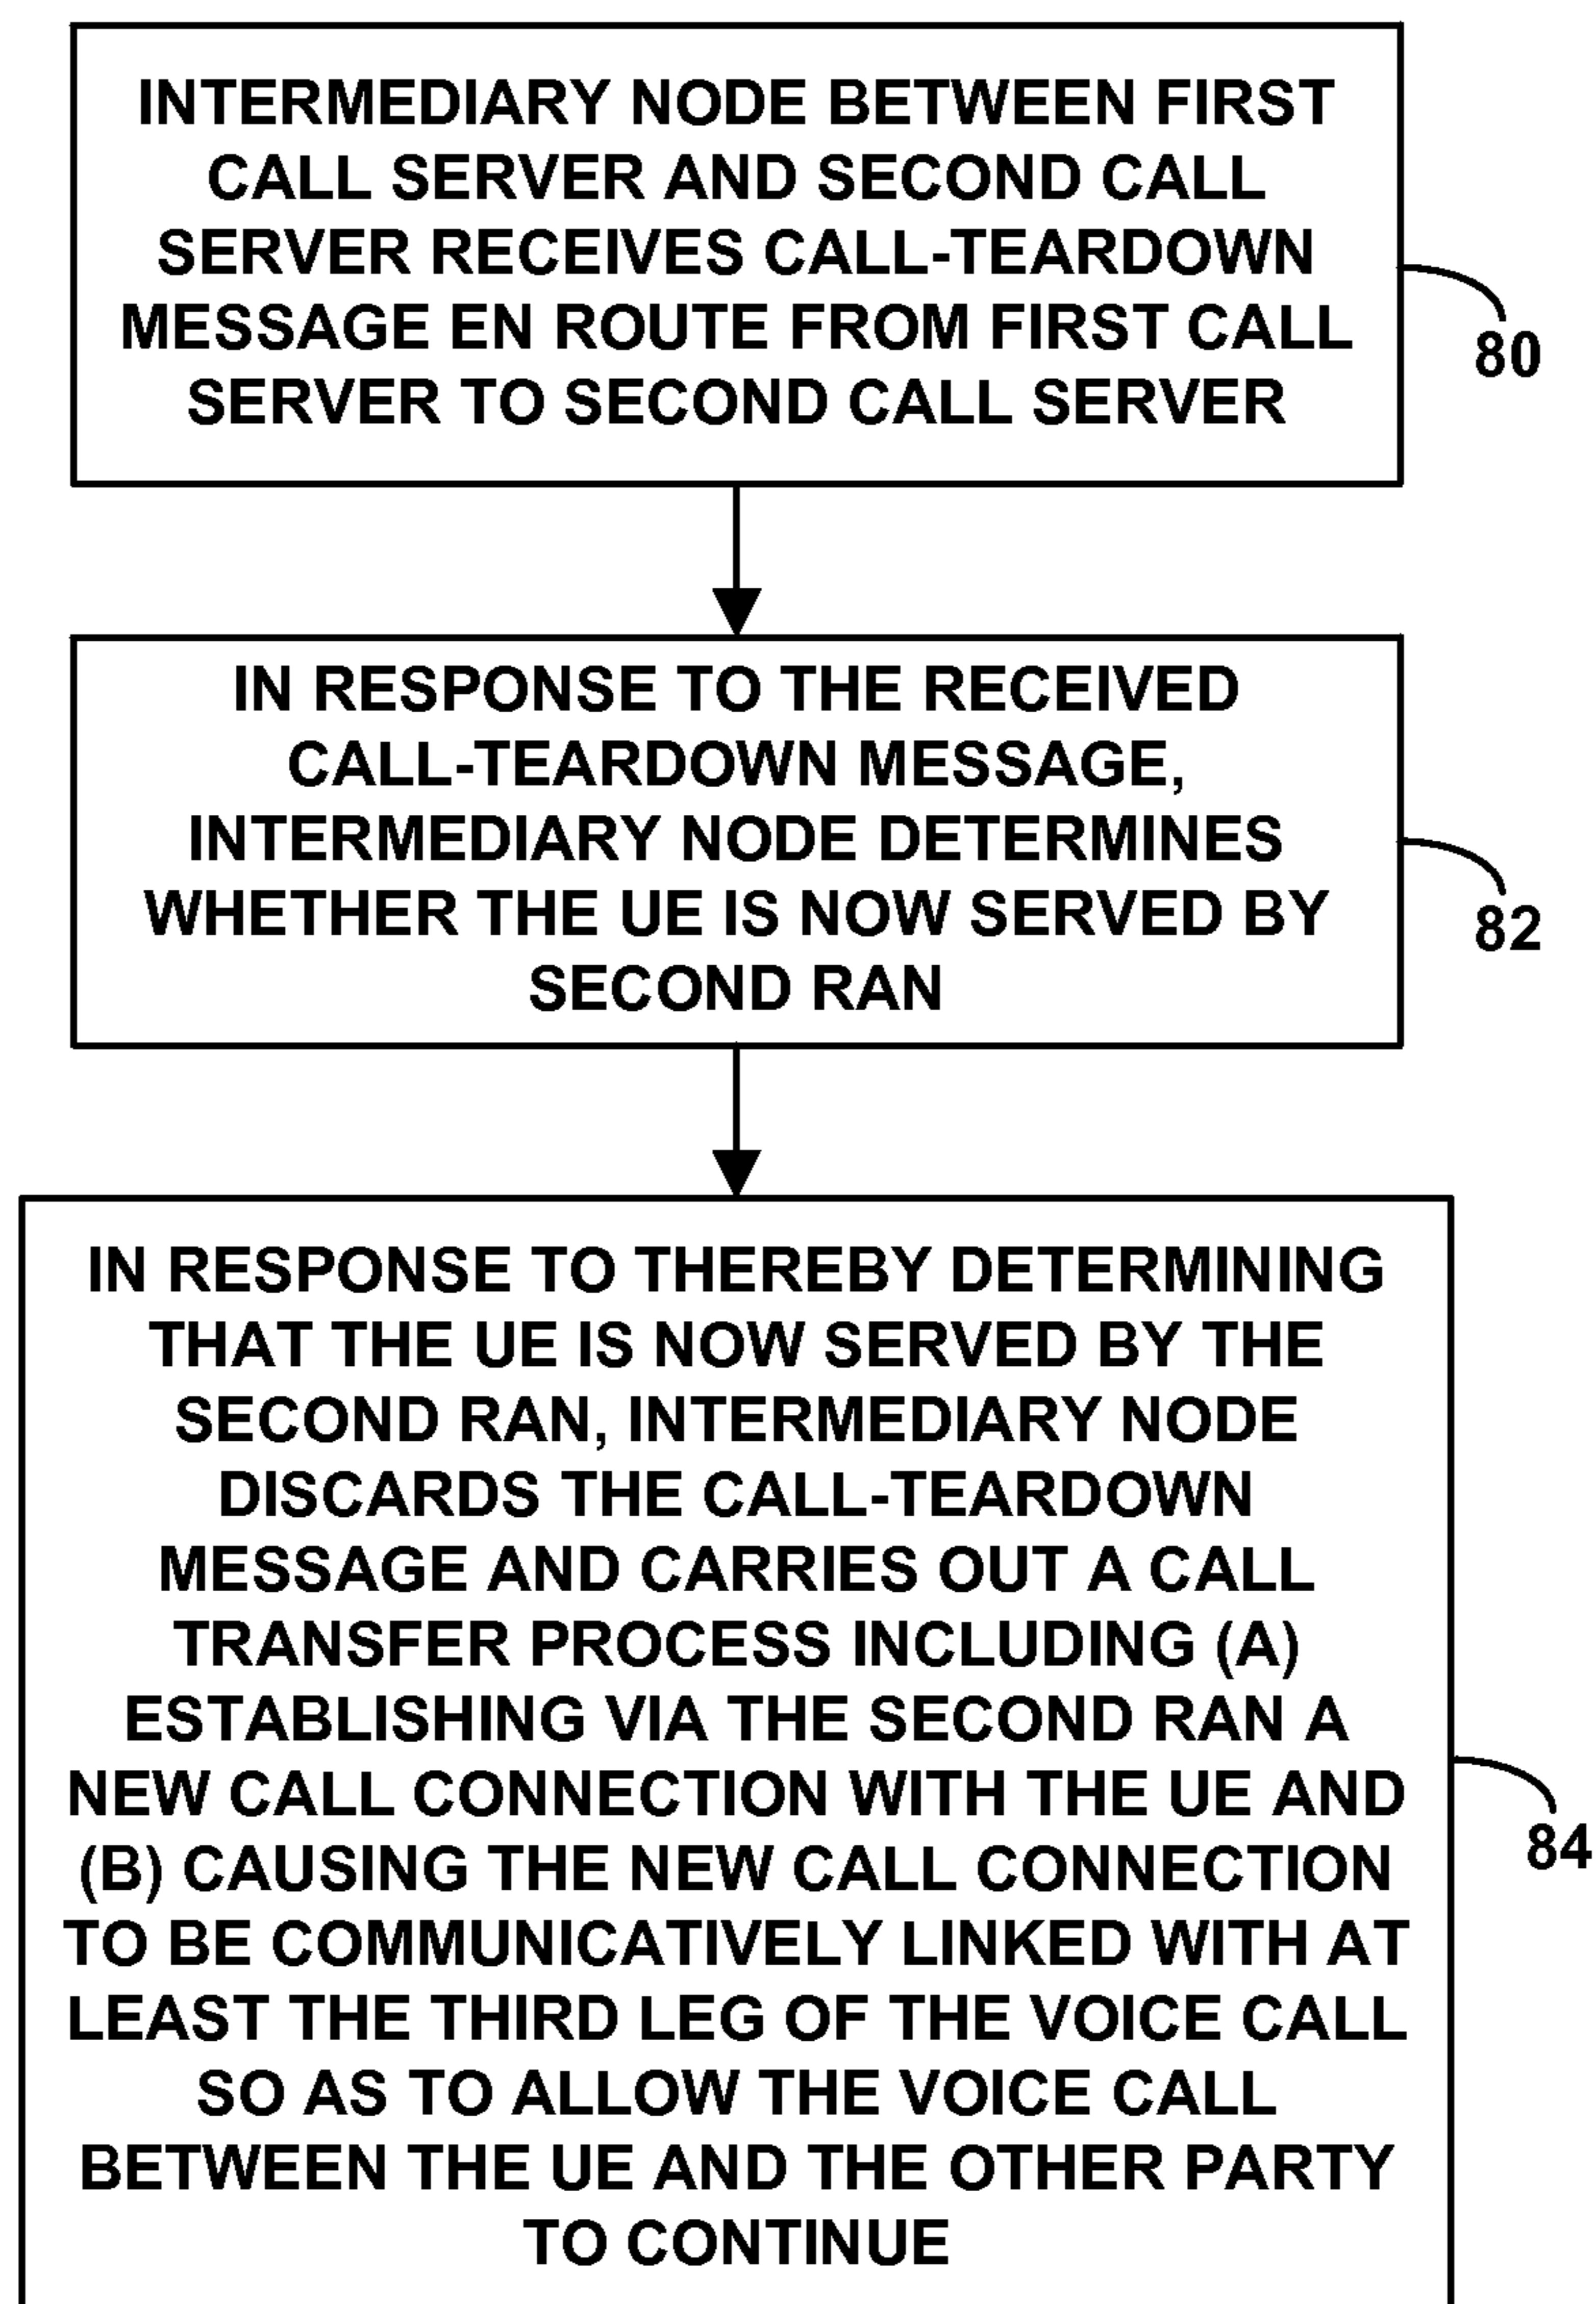 INTERMEDIARY NODE BETWEEN FIRST
CALL SERVER AND SECOND CALL
SERVER RECEIVES CALL-TEARDOWN
MESSAGE EN ROUTE FROM FIRST CALL
SERVER TO SECOND CALL SERVER
80
IN RESPONSE TO THE RECEIVED
CALL-TEARDOWN MESSAGE,
INTERMEDIARY NODE DETERMINES
WHETHER THE UE IS NOW SERVED BY
SECOND RAN
82
IN RESPONSE TO THEREBY DETERMINING
THAT THE UE IS NOW SERVED BY THE
SECOND RAN, INTERMEDIARY NODE
DISCARDS THE CALL-TEARDOWN
MESSAGE AND CARRIES OUT A CALL
TRANSFER PROCESS INCLUDING (A)
ESTABLISHING VIA THE SECOND RAN A
NEW CALL CONNECTION WITH THE UE AND
(B) CAUSING THE NEW CALL CONNECTION
TO BE COMMUNICATIVELY LINKED WITH AT
LEAST THE THIRD LEG OF THE VOICE CALL
SO AS TO ALLOW THE VOICE CALL
BETWEEN THE UE AND THE OTHER PARTY
TO CONTINUE
84